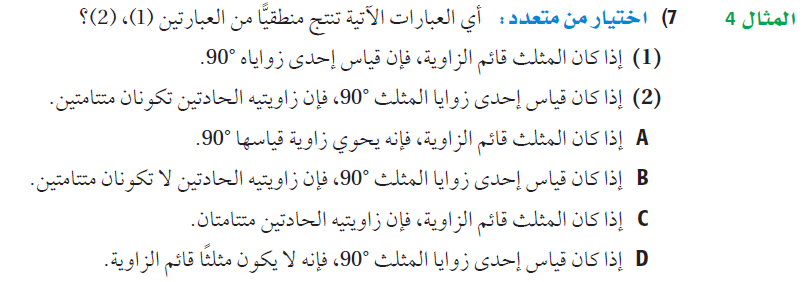 المثال 4 (7 اختيار من متعدد: أي العبارات الآتية تنتج منطقيًّا من العبارتين (1)، (2)؟
(1) إذا كان المثلث قائم الزاوية، فإن قياس إحدى زواياه 90°.
(2) إذا كان قياس إحدى زوايا المثلث 90°، فإن زاويتيه الحادتين تكونان متتامتين.
A إذا كان المثلث قائم الزاوية، فإنه يحوي زاوية قياسها 90°.
B إذا كان قياس إحدى زوايا المثلث 90°، فإن زاويتيه الحادتين لا تكونان متتامتين.
C إذا كان المثلث قائم الزاوية، فإن زاويتيه الحادتين متتامتان.
D إذا كان قياس إحدى زوايا المثلث 90°، فإنه لا يكون مثلثًا قائم الزاوية.